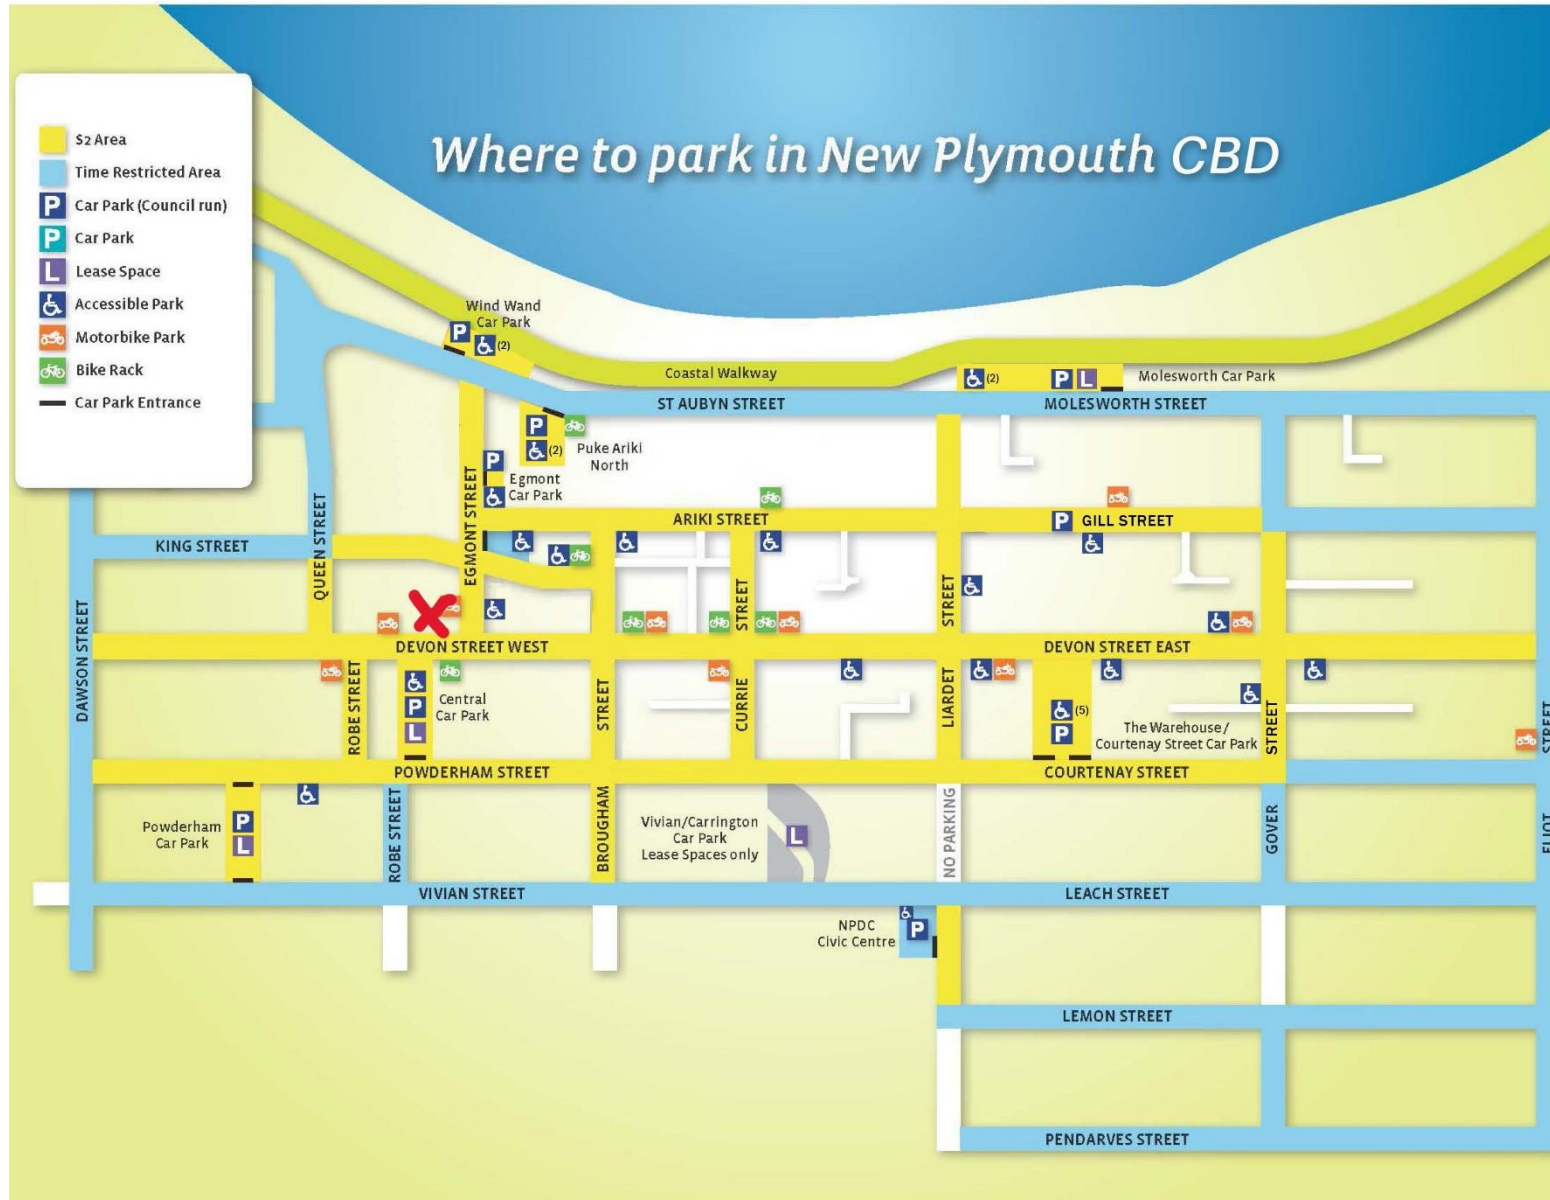 Where to park in New Plymouth CBD
$2 Area
Time Restricted Area
P Car Park (Council run)
P Car Park
L Lease Space
Accessible Park
Motorbike Park
Bike Rack
Car Park Entrance
Wind Wand
Car Park
P
(2)
Coastal Walkway
(2)
P L
Molesworth Car Park
ST AUBYN STREET
MOLESWORTH STREET
P
(2)
Puke Ariki
North
P
Egmont
Car Park
EGMONT STREET
QUEEN STREET
ARIKI STREET
P
GILL STREET
KING STREET
DAWSON STREET
STREET
STREET
DEVON STREET WEST
DEVON STREET EAST
ROBE STREET
P
L
Central
Car Park
STREET
CURRIE
LIARDET
(5)
P
The Warehouse /
Courtenay Street Car Park
STREET
STREET
POWDERHAM STREET
COURTENAY STREET
Powderham
Car Park
P
L
ROBE STREET
BROUGHAM
Vivian/Carrington
Car Park
Lease Spaces only
L
NO PARKING
GOVER
ELIOT
VIVIAN STREET
LEACH STREET
NPDC
Civic Centre
P
LEMON STREET
PENDARVES STREET